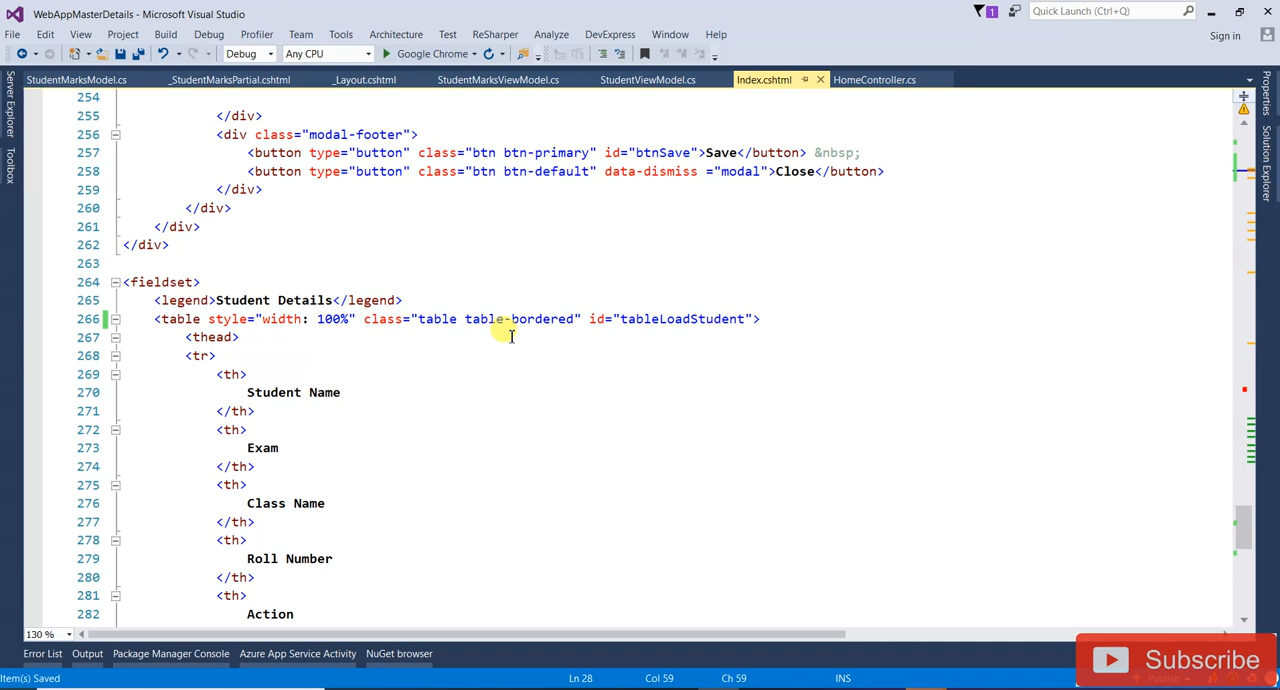 WebAppMasterDetails - Microsoft Visual Studio
1
Quick Launch (Ctrl+Q)
File Edit View Project Build Debug Profiler Team Tools Architecture Test ReSharper Analyze DevExpress Window Help
Sign in
Debug Any CPU Google Chrome
StudentMarksModel.cs _StudentMarksPartial.cshtml _Layout.cshtml StudentMarksViewModel.cs StudentViewModel.cs Index.cshtml HomeController.cs
Server Explorer
Toolbox
Properties
Solution Explorer
254
255 </div>
256 <div class="modal-footer">
257 <button type="button" class="btn btn-primary" id="btnSave">Save</button> &nbsp;
258 <button type="button" class="btn btn-default" data-dismiss ="modal">Close</button>
259 </div>
260 </div>
261 </div>
262 </div>
263
264 <fieldset>
265 <legend>Student Details</legend>
266 <table style="width: 100%" class="table table-bordered" id="tableLoadStudent">
267 <thead>
268 <tr>
269 <th>
270 Student Name
271 </th>
272 <th>
273 Exam
274 </th>
275 <th>
276 Class Name
277 </th>
278 <th>
279 Roll Number
280 </th>
281 <th>
282 Action
130 %
Error List Output Package Manager Console Azure App Service Activity NuGet browser
Item(s) Saved Ln 28 Col 59 Ch 59 INS
Publish
Subscribe